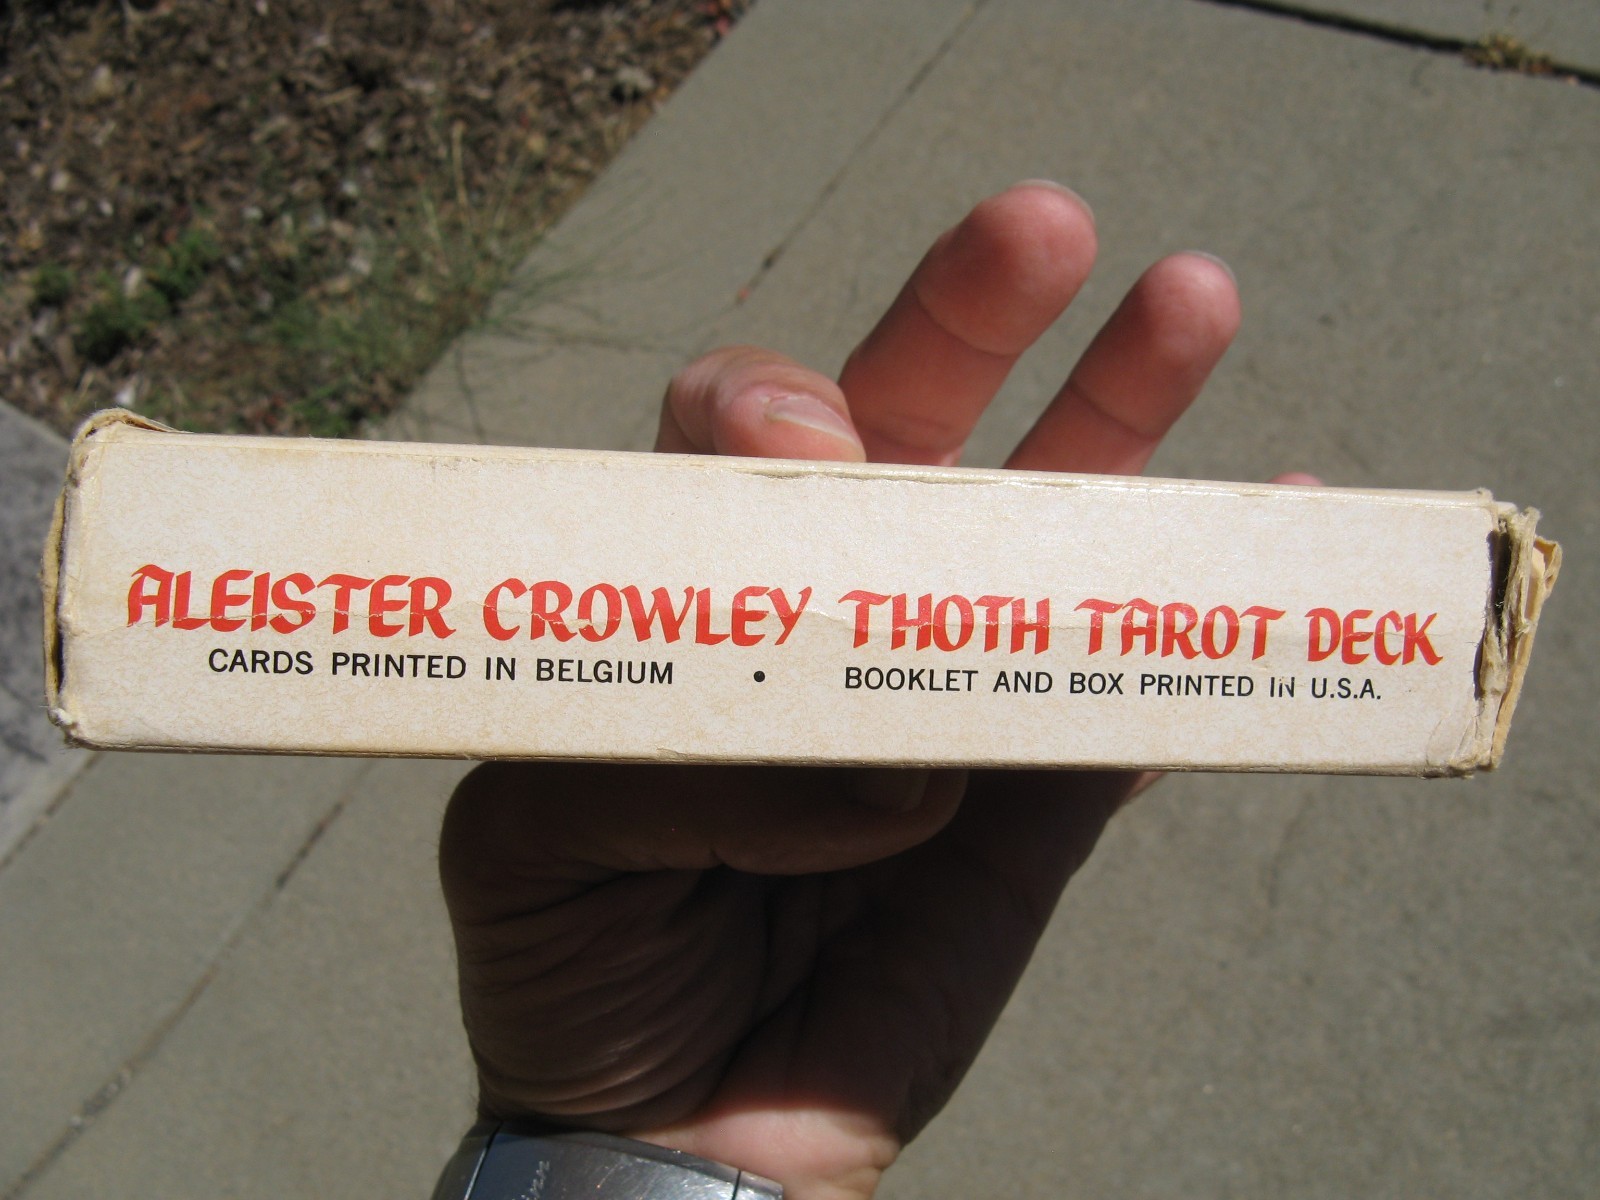 ALEISTER CROWLEY THOTH TAROT DECK
CARDS PRINTED IN BELGIUM • BOOKLET AND BOX PRINTED IN U.S.A.